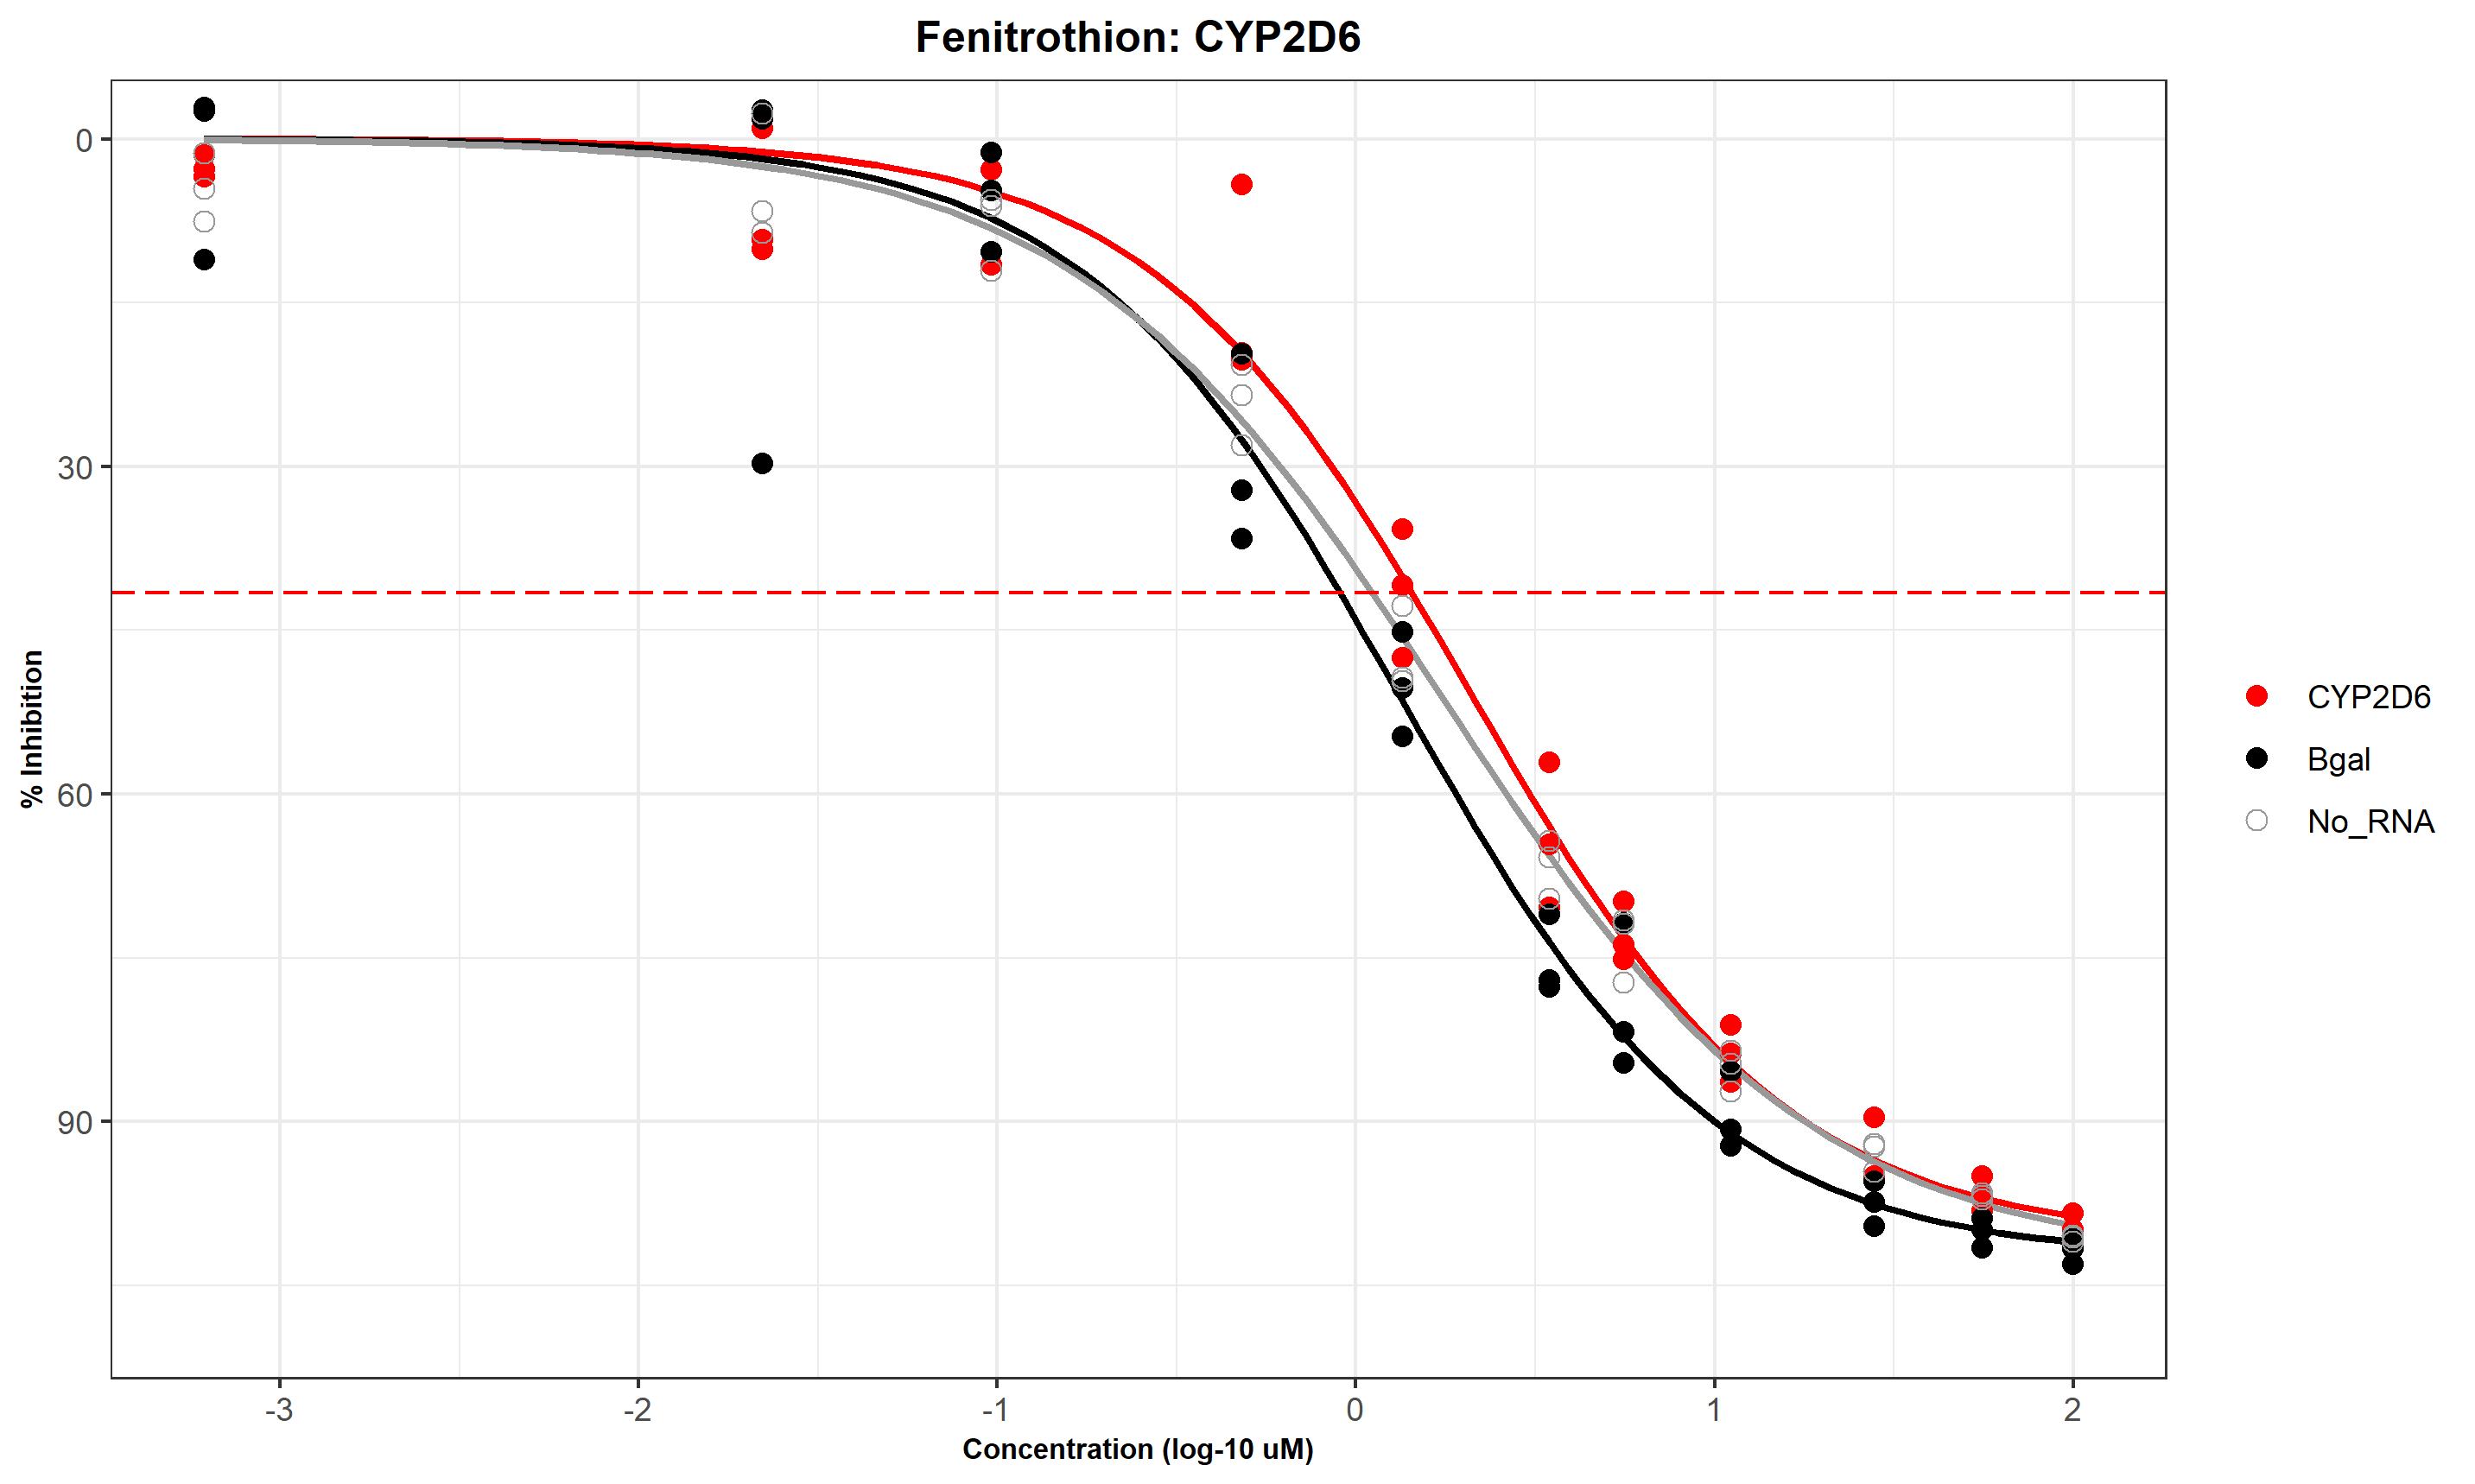 Fenitrothion: CYP2D6
% Inhibition
0
30
60
90
-3
-2
-1
0
1
2
Concentration (log-10 uM)
CYP2D6
Bgal
No_RNA